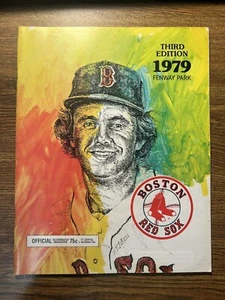 THIRD
EDITION
1979
FENWAY PARK
B
BOSTON
RED SOX
OFFICIAL
75¢